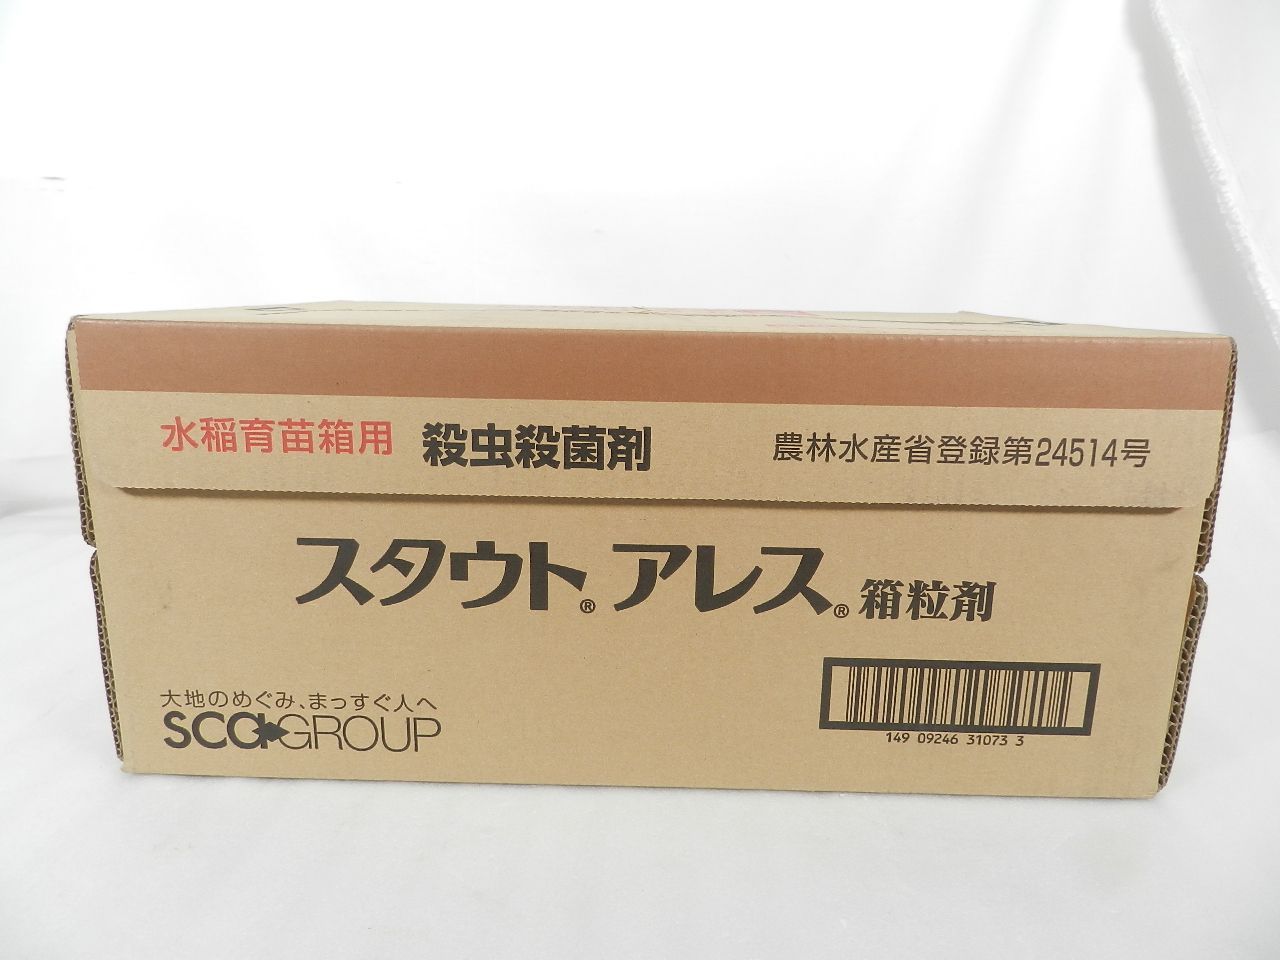 水稲育苗箱用 殺虫殺菌剤 農林水産省登録第24514号
スタウト® アレス® 箱粒剤
大地のめぐみ、まっすぐ人へ
SCC GROUP
149 09246 31073 3